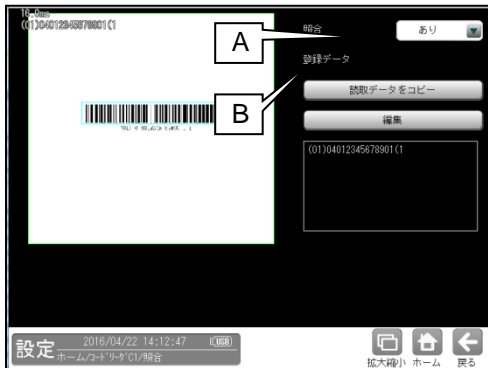 16.0ms
(01)04012345678901(1
照合
あり
A
登録データ
読取データをコピー
B
編集
(01)04012345678901(1
設定
2016/04/22 14:12:47
USB
ホーム/コードリーダC1/照合
拡大縮小
ホーム
戻る